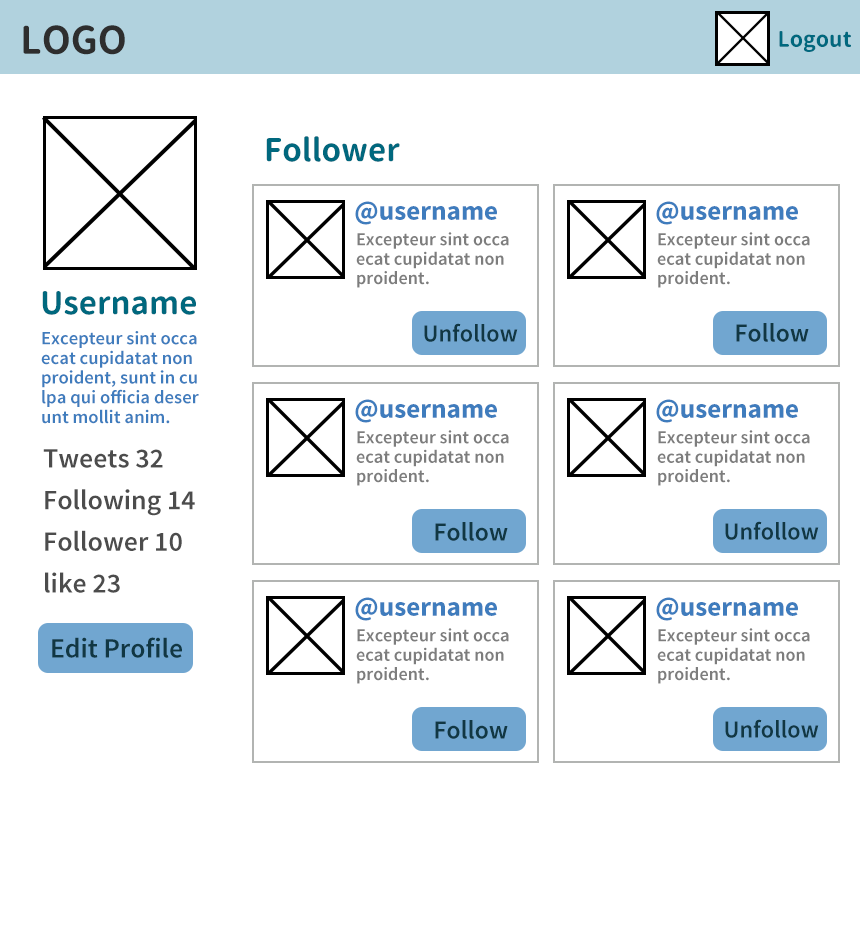 LOGO
Logout
Username
Excepteur sint occa
ecat cupidatat non
proident, sunt in cu
lpa qui officia deser
unt mollit anim.
Tweets 32
Following 14
Follower 10
like 23
Edit Profile
Follower
@username
Excepteur sint occa
ecat cupidatat non
proident.
Unfollow
@username
Excepteur sint occa
ecat cupidatat non
proident.
Follow
@username
Excepteur sint occa
ecat cupidatat non
proident.
Follow
@username
Excepteur sint occa
ecat cupidatat non
proident.
Unfollow
@username
Excepteur sint occa
ecat cupidatat non
proident.
Follow
@username
Excepteur sint occa
ecat cupidatat non
proident.
Unfollow